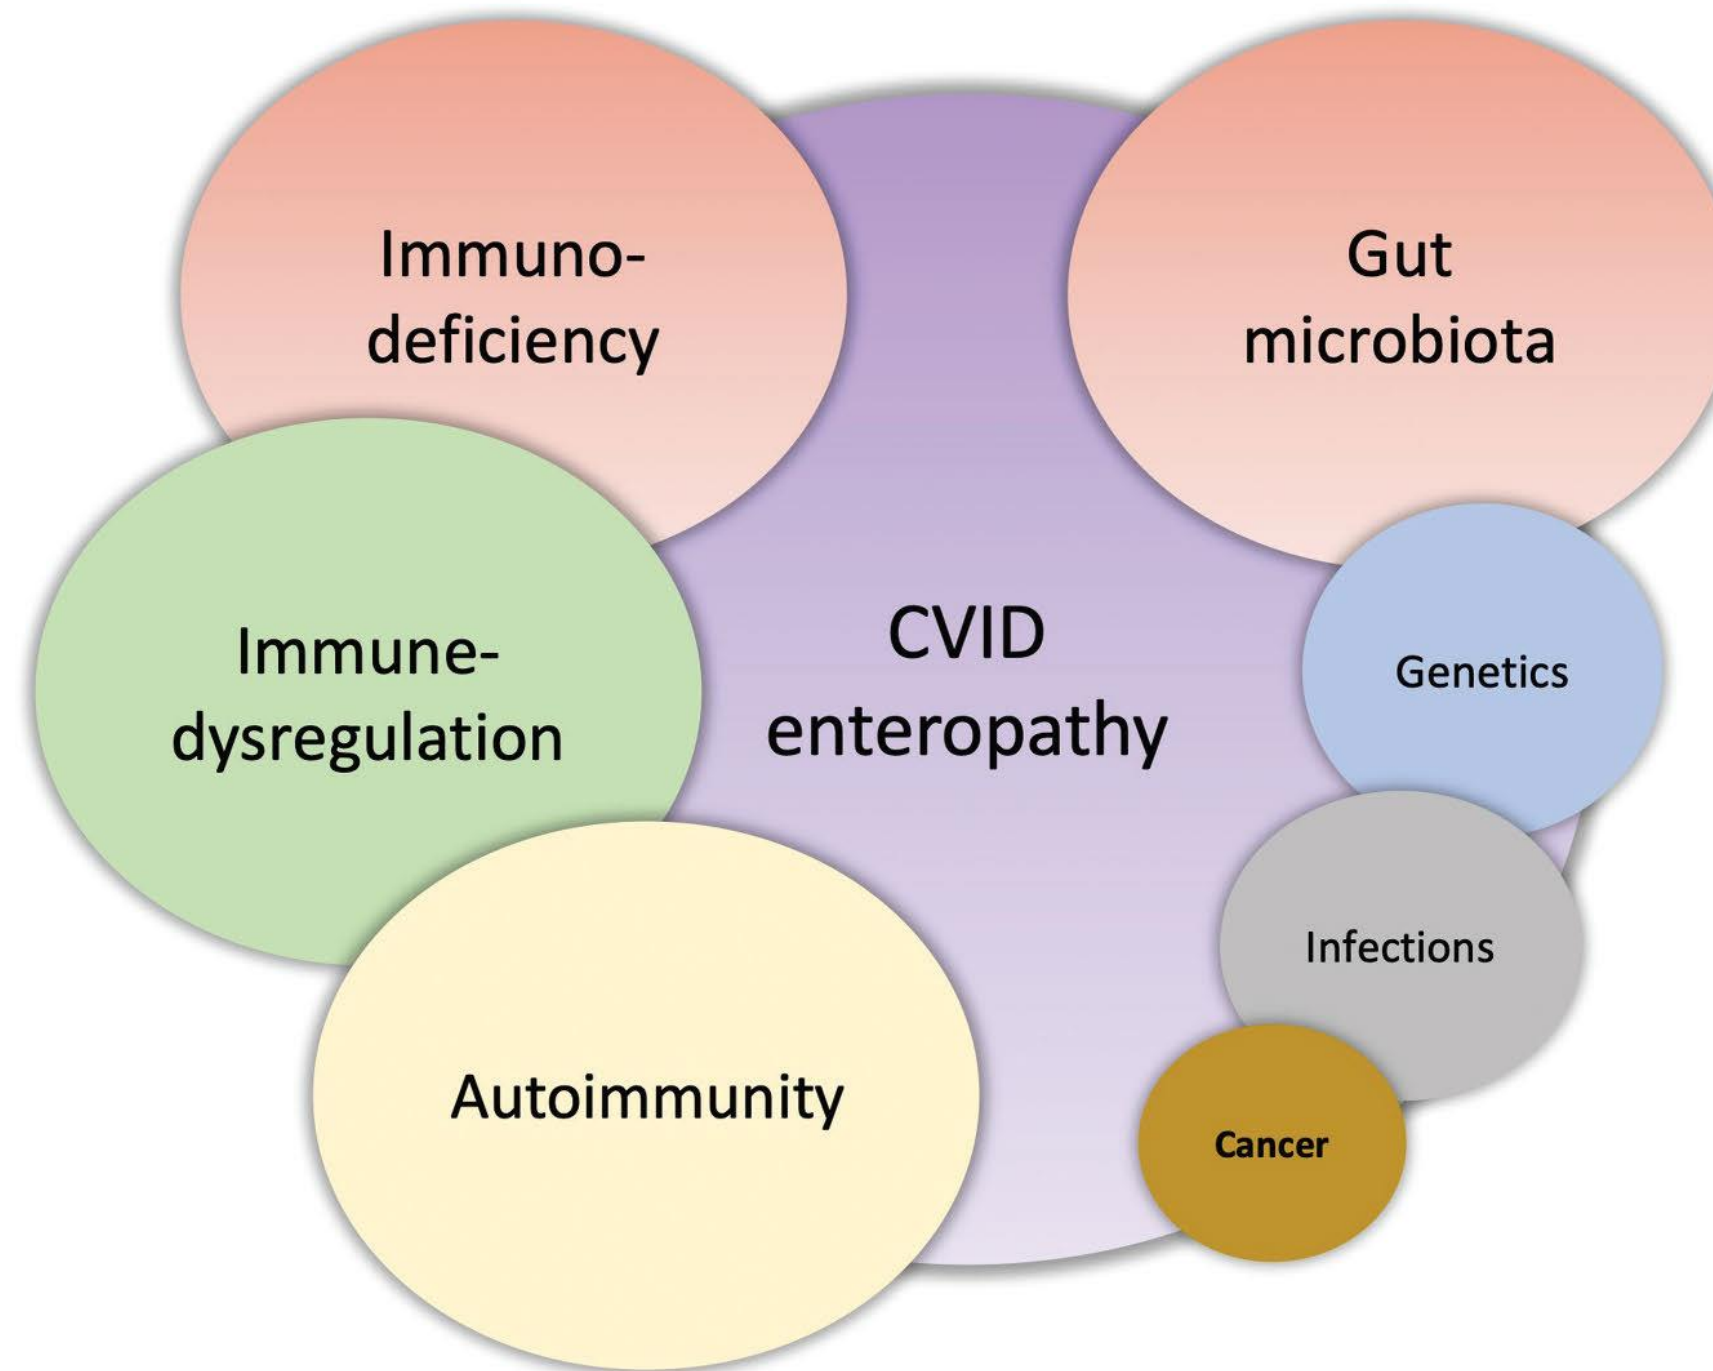 Immuno-
deficiency
Gut
microbiota
Immune-
dysregulation
CVID
enteropathy
Genetics
Infections
Autoimmunity
Cancer